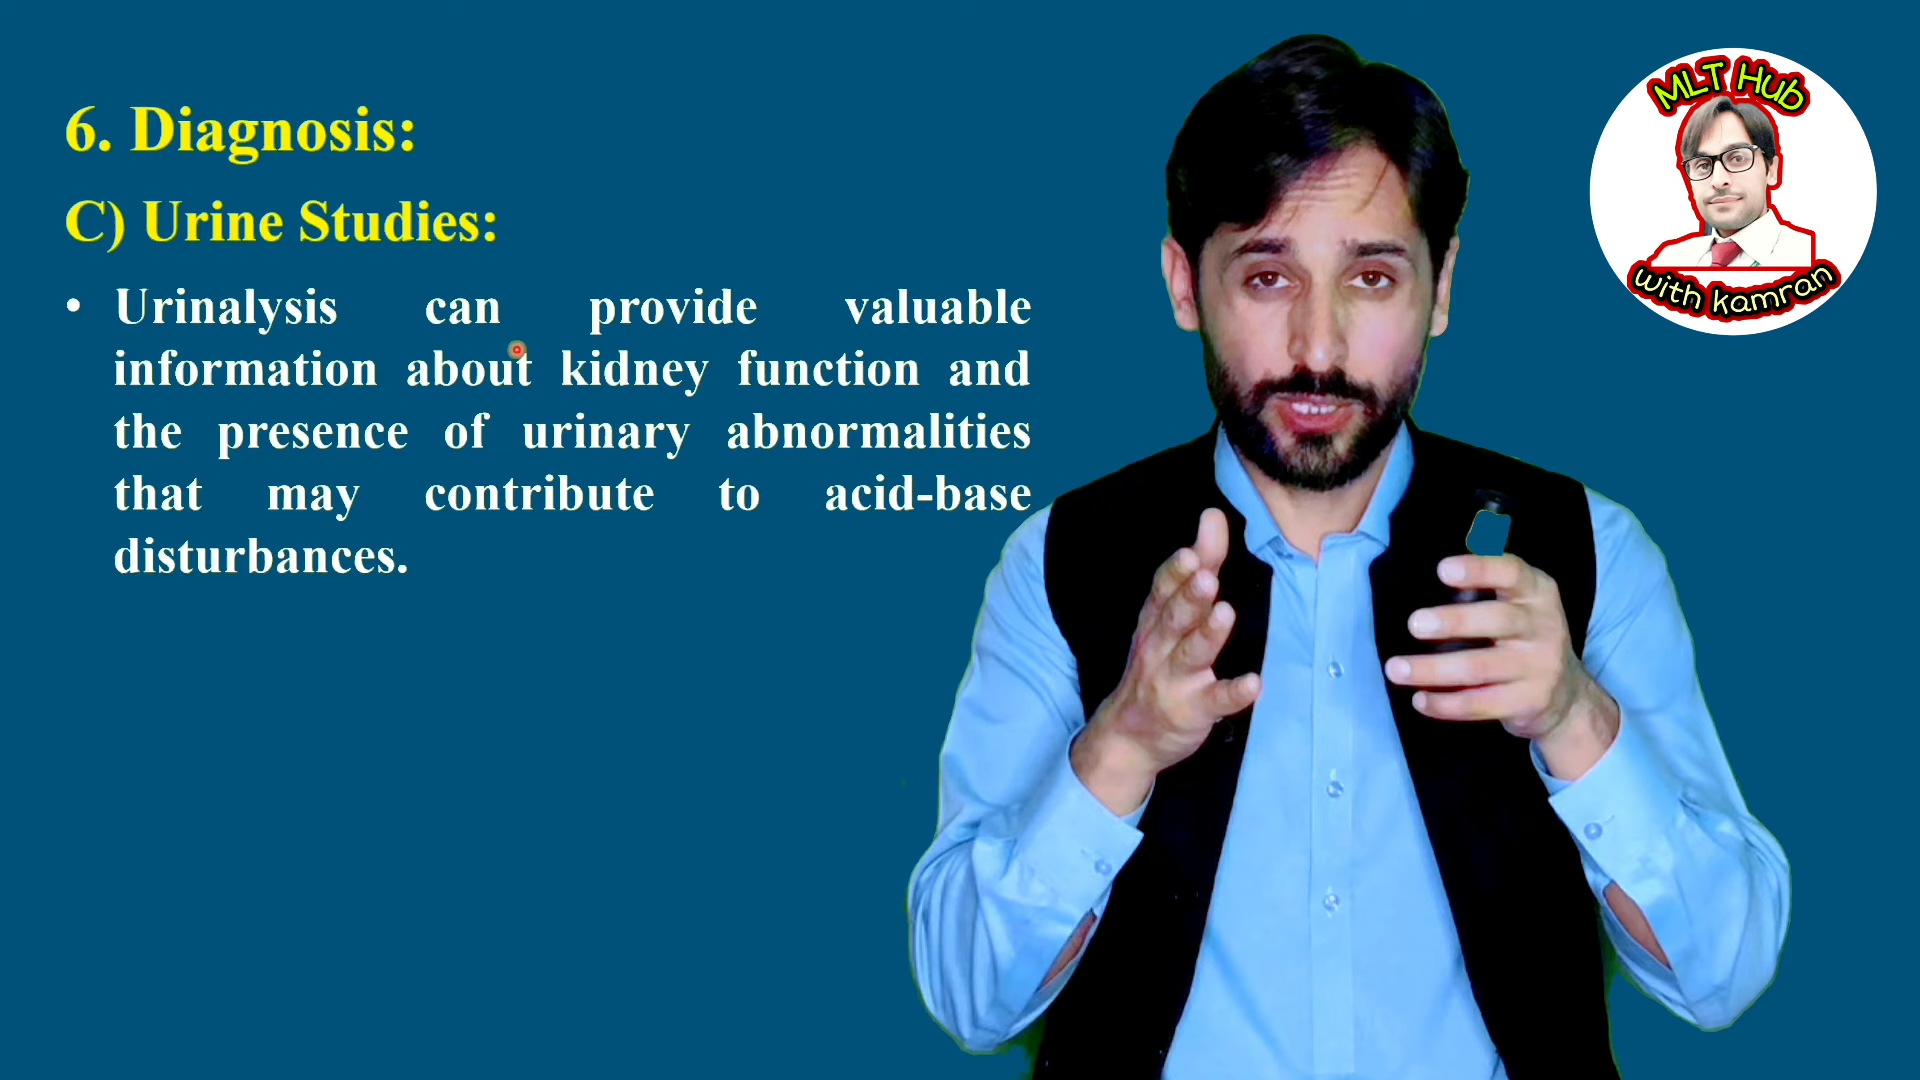 6. Diagnosis:
C) Urine Studies:
• Urinalysis can provide valuable
information about kidney function and
the presence of urinary abnormalities
that may contribute to acid-base
disturbances.
MLT Hub
with kamran